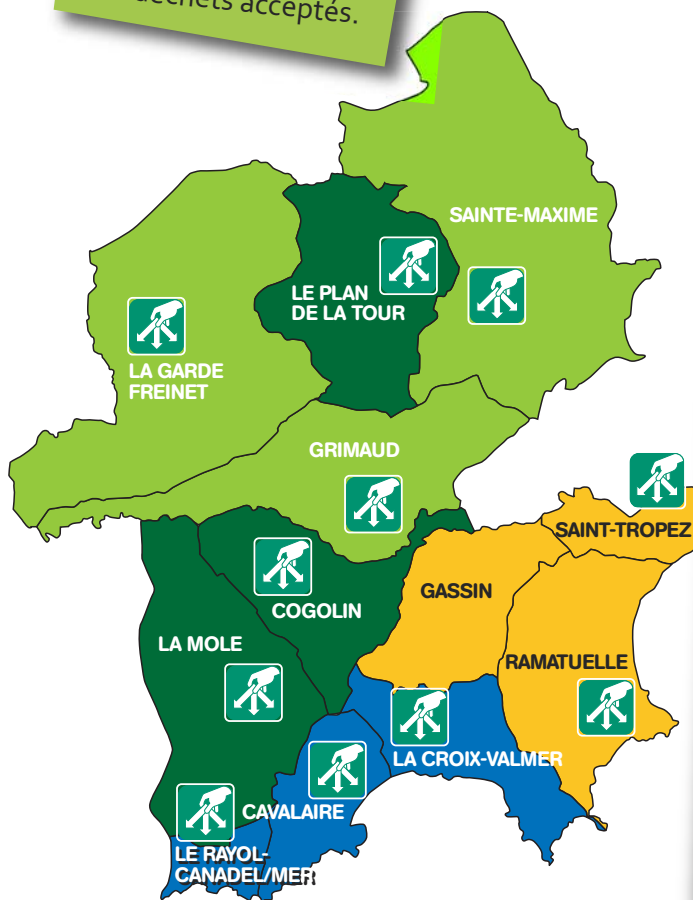 déchets acceptés.
SAINTE-MAXIME
LE PLAN
DE LA TOUR
LA GARDE
FREINET
GRIMAUD
SAINT-TROPEZ
GASSIN
COGOLIN
LA MOLE
RAMATUELLE
LA CROIX-VALMER
CAVALAIRE
LE RAYOL-
CANADEL/MER